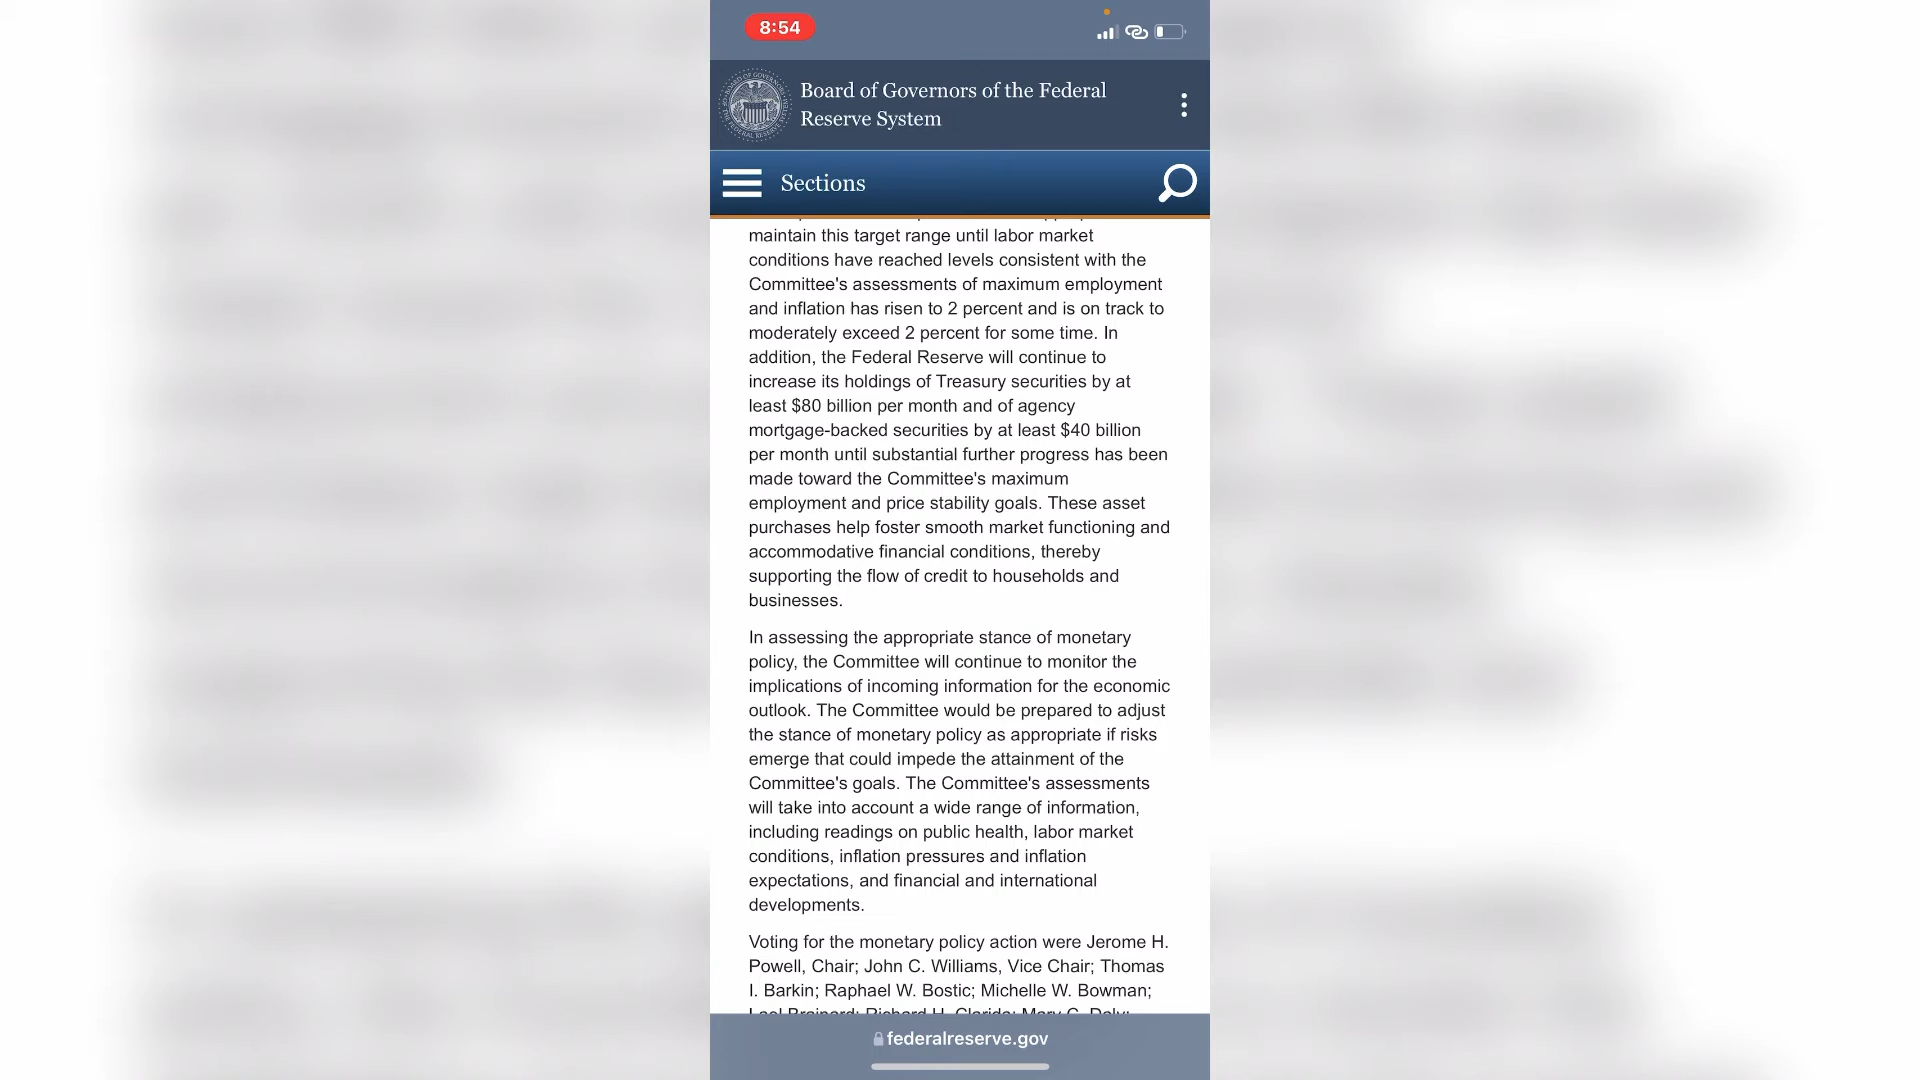 8:54
Board of Governors of the Federal
Reserve System
Sections
maintain this target range until labor market
conditions have reached levels consistent with the
Committee's assessments of maximum employment
and inflation has risen to 2 percent and is on track to
moderately exceed 2 percent for some time. In
addition, the Federal Reserve will continue to
increase its holdings of Treasury securities by at
least $80 billion per month and of agency
mortgage-backed securities by at least $40 billion
per month until substantial further progress has been
made toward the Committee's maximum
employment and price stability goals. These asset
purchases help foster smooth market functioning and
accommodative financial conditions, thereby
supporting the flow of credit to households and
businesses.
In assessing the appropriate stance of monetary
policy, the Committee will continue to monitor the
implications of incoming information for the economic
outlook. The Committee would be prepared to adjust
the stance of monetary policy as appropriate if risks
emerge that could impede the attainment of the
Committee's goals. The Committee's assessments
will take into account a wide range of information,
including readings on public health, labor market
conditions, inflation pressures and inflation
expectations, and financial and international
developments.
Voting for the monetary policy action were Jerome H.
Powell, Chair; John C. Williams, Vice Chair; Thomas
I. Barkin; Raphael W. Bostic; Michelle W. Bowman;
Lael Brainard; Richard H. Clarida; Mary C. Daly;
federalreserve.gov